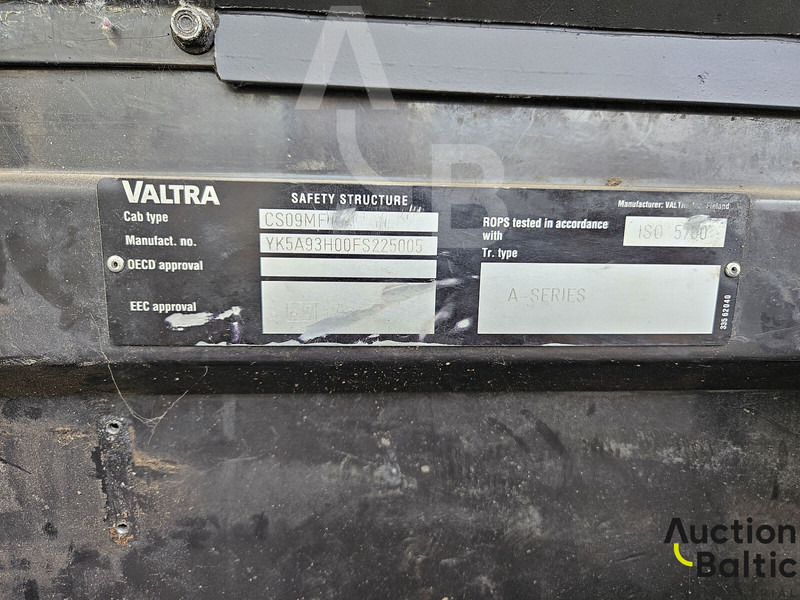 VALTRA
SAFETY STRUCTURE
Manufacturer: Finland
Cab type
Manufact. no. YK5A93H00FS225005
OECD approval
EEC approval
ROPS tested in accordance
with ISO 5700
Tr. type
A-SERIES
33562040
A
B
Auction
Baltic